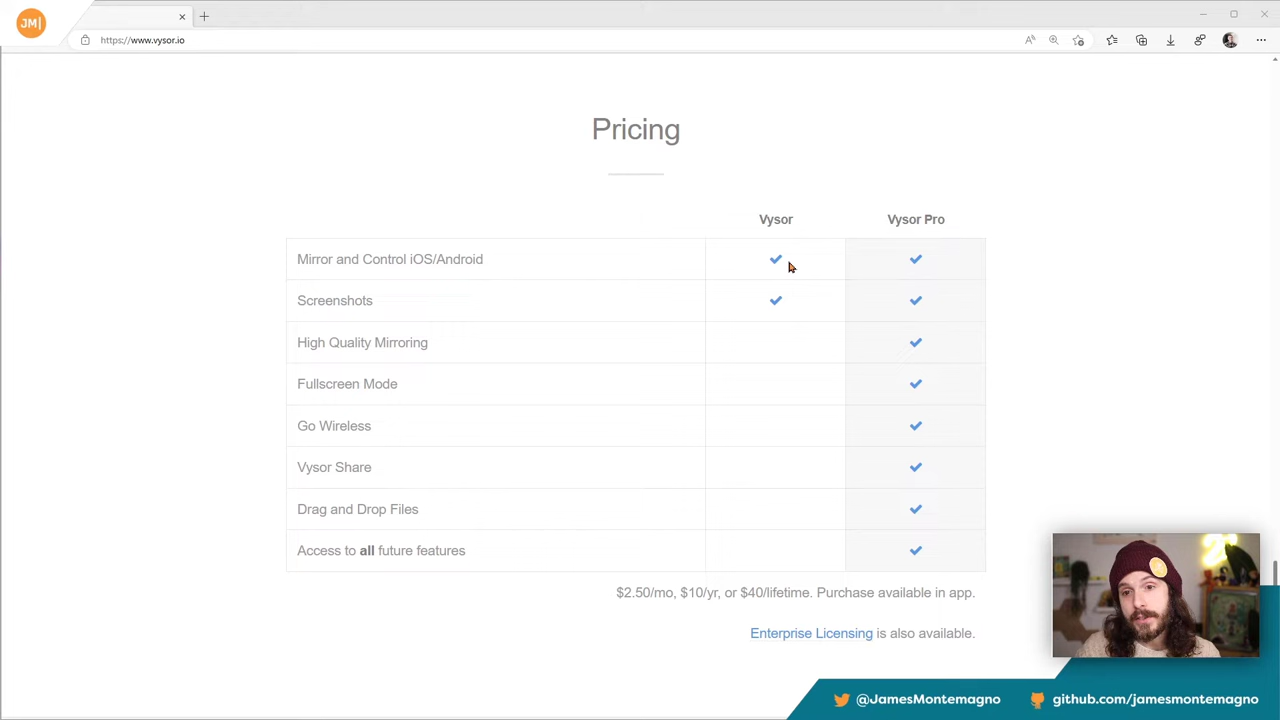 JM|
https://www.vysor.io
Pricing
Vysor
Vysor Pro
Mirror and Control iOS/Android
Screenshots
High Quality Mirroring
Fullscreen Mode
Go Wireless
Vysor Share
Drag and Drop Files
Access to all future features
$2.50/mo, $10/yr, or $40/lifetime. Purchase available in app.
Enterprise Licensing is also available.
@JamesMontemagno
github.com/jamesmontemagno